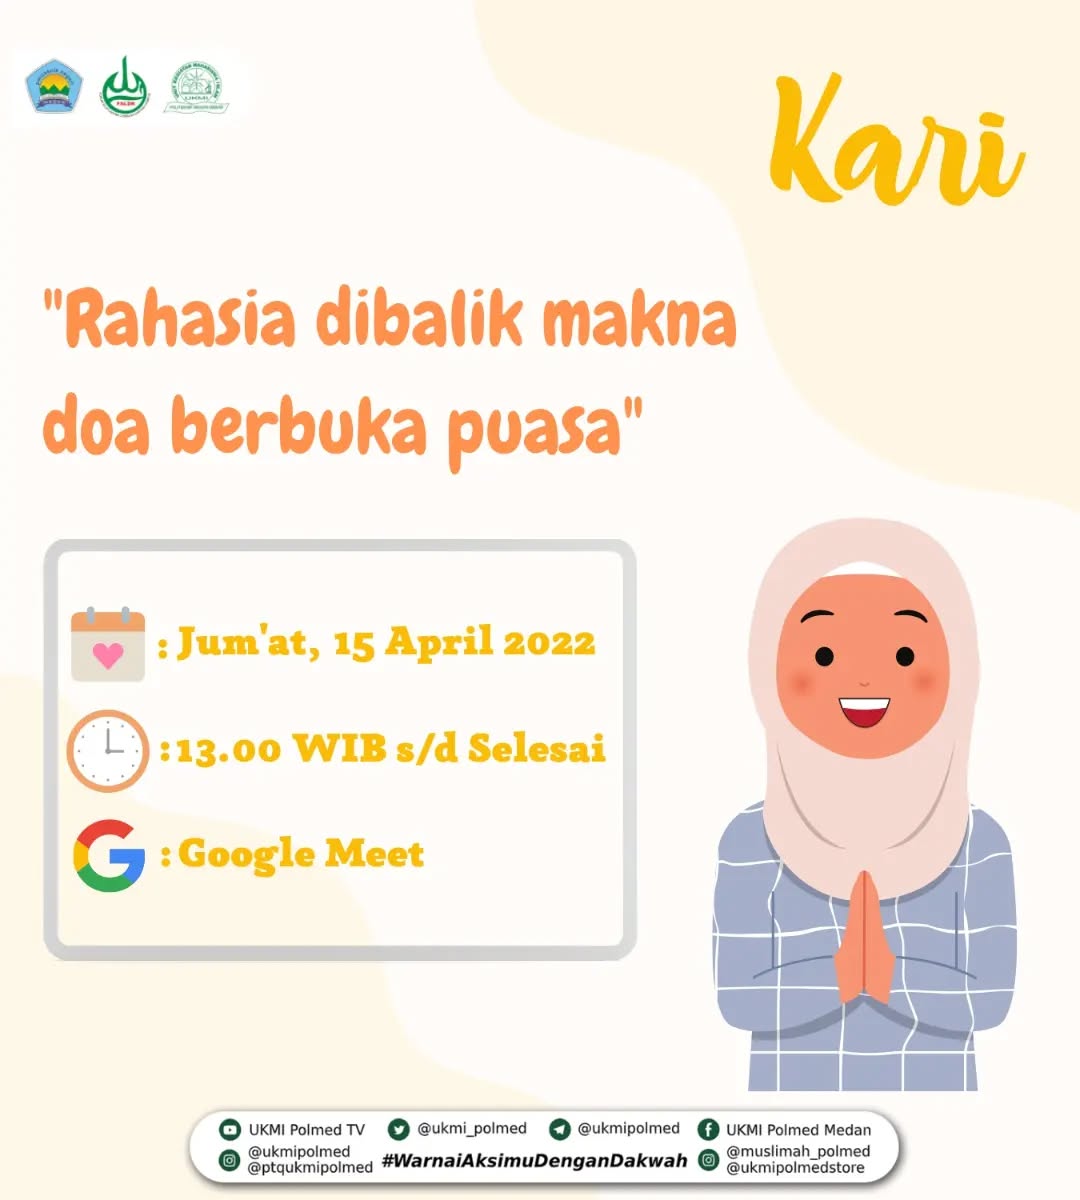 Kari
"Rahasia dibalik makna
doa berbuka puasa"
: Jum'at, 15 April 2022
: 13.00 WIB s/d Selesai
: Google Meet
UKMI Polmed TV
@ukmi_polmed
@ukmipolmed
UKMI Polmed Medan
@ukmipolmed
@ptqukmipolmed
#WarnaiAksimuDenganDakwah
@muslimah_polmed
@ukmipolmedstore